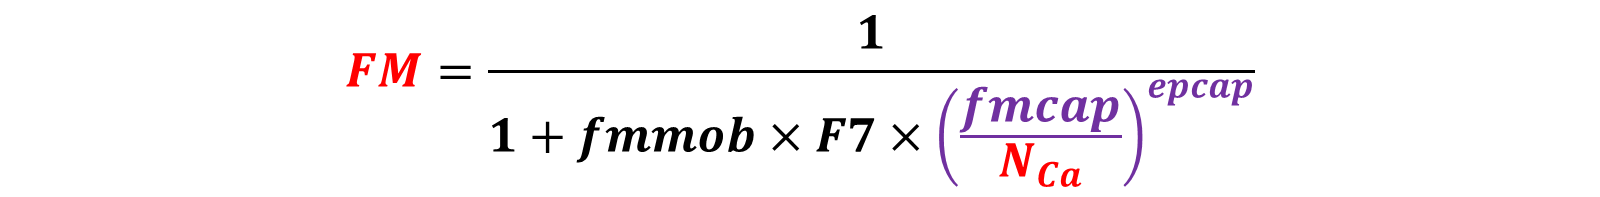 FM = 1 / (1 + fmmob × F7 × (fmcap / N_Ca)^epcap)